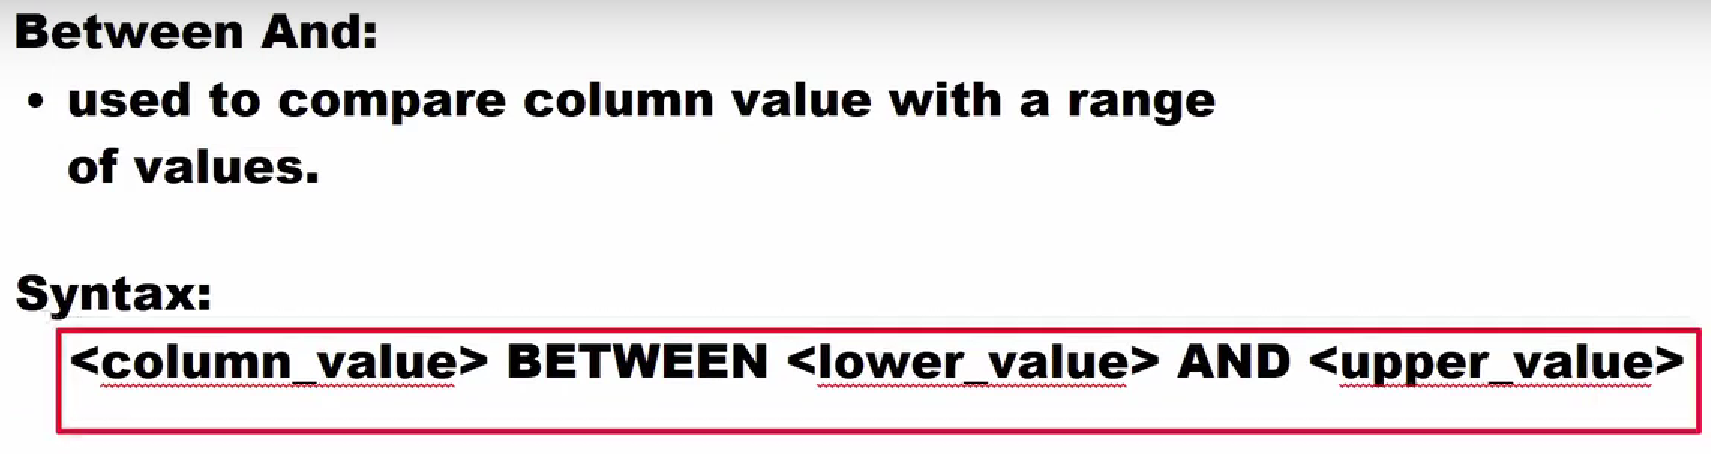 Between And:
• used to compare column value with a range
of values.
Syntax:
<column_value> BETWEEN <lower_value> AND <upper_value>